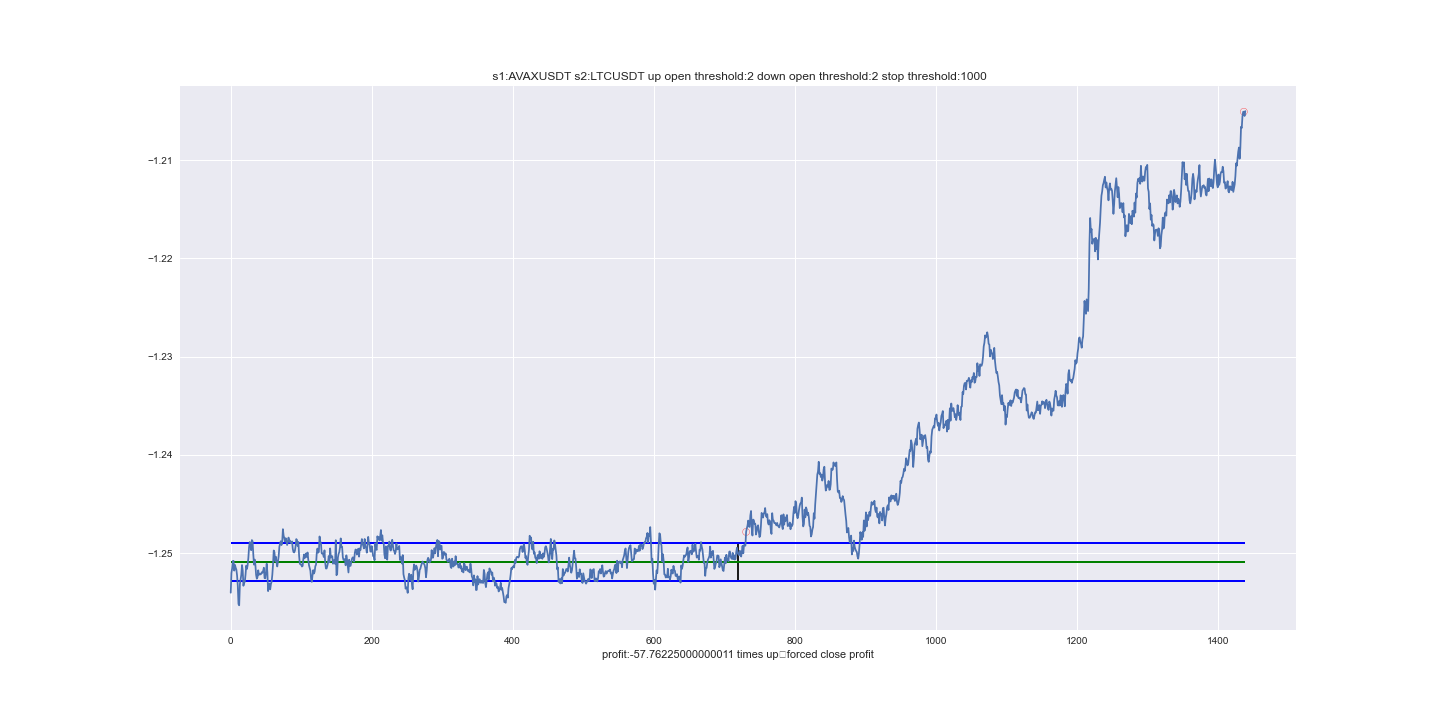 s1:AVAXUSDT s2:LTCUSDT up open threshold:2 down open threshold:2 stop threshold:1000
−1.21
−1.22
−1.23
−1.24
−1.25
0 200 400 600 800 1000 1200 1400
profit:-57.76225000000011 times up□forced close profit